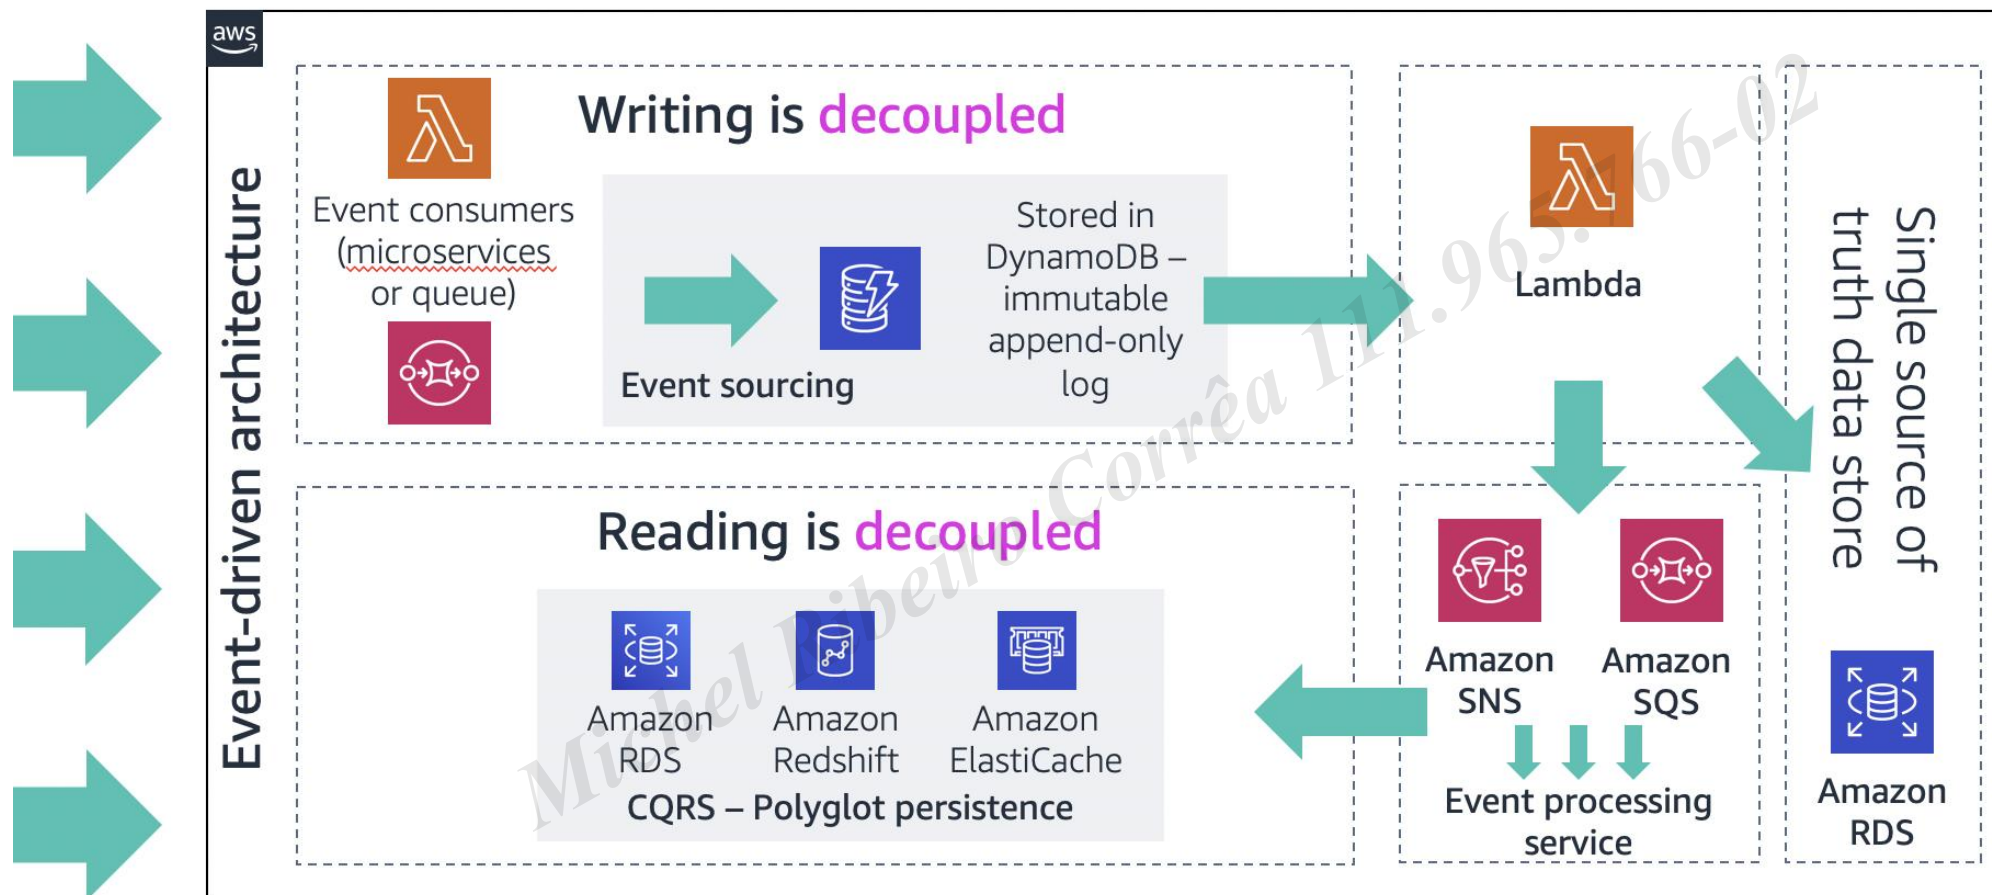 aws
Event-driven architecture
Writing is decoupled
Event consumers
(microservices
or queue)
Event sourcing
Stored in
DynamoDB –
immutable
append-only
log
Lambda
Single source of
truth data store
Reading is decoupled
Amazon
RDS
Amazon
Redshift
Amazon
ElastiCache
CQRS – Polyglot persistence
Amazon
SNS
Amazon
SQS
Event processing
service
Amazon
RDS
Michel Ribeiro Corrêa 111.965.766-02